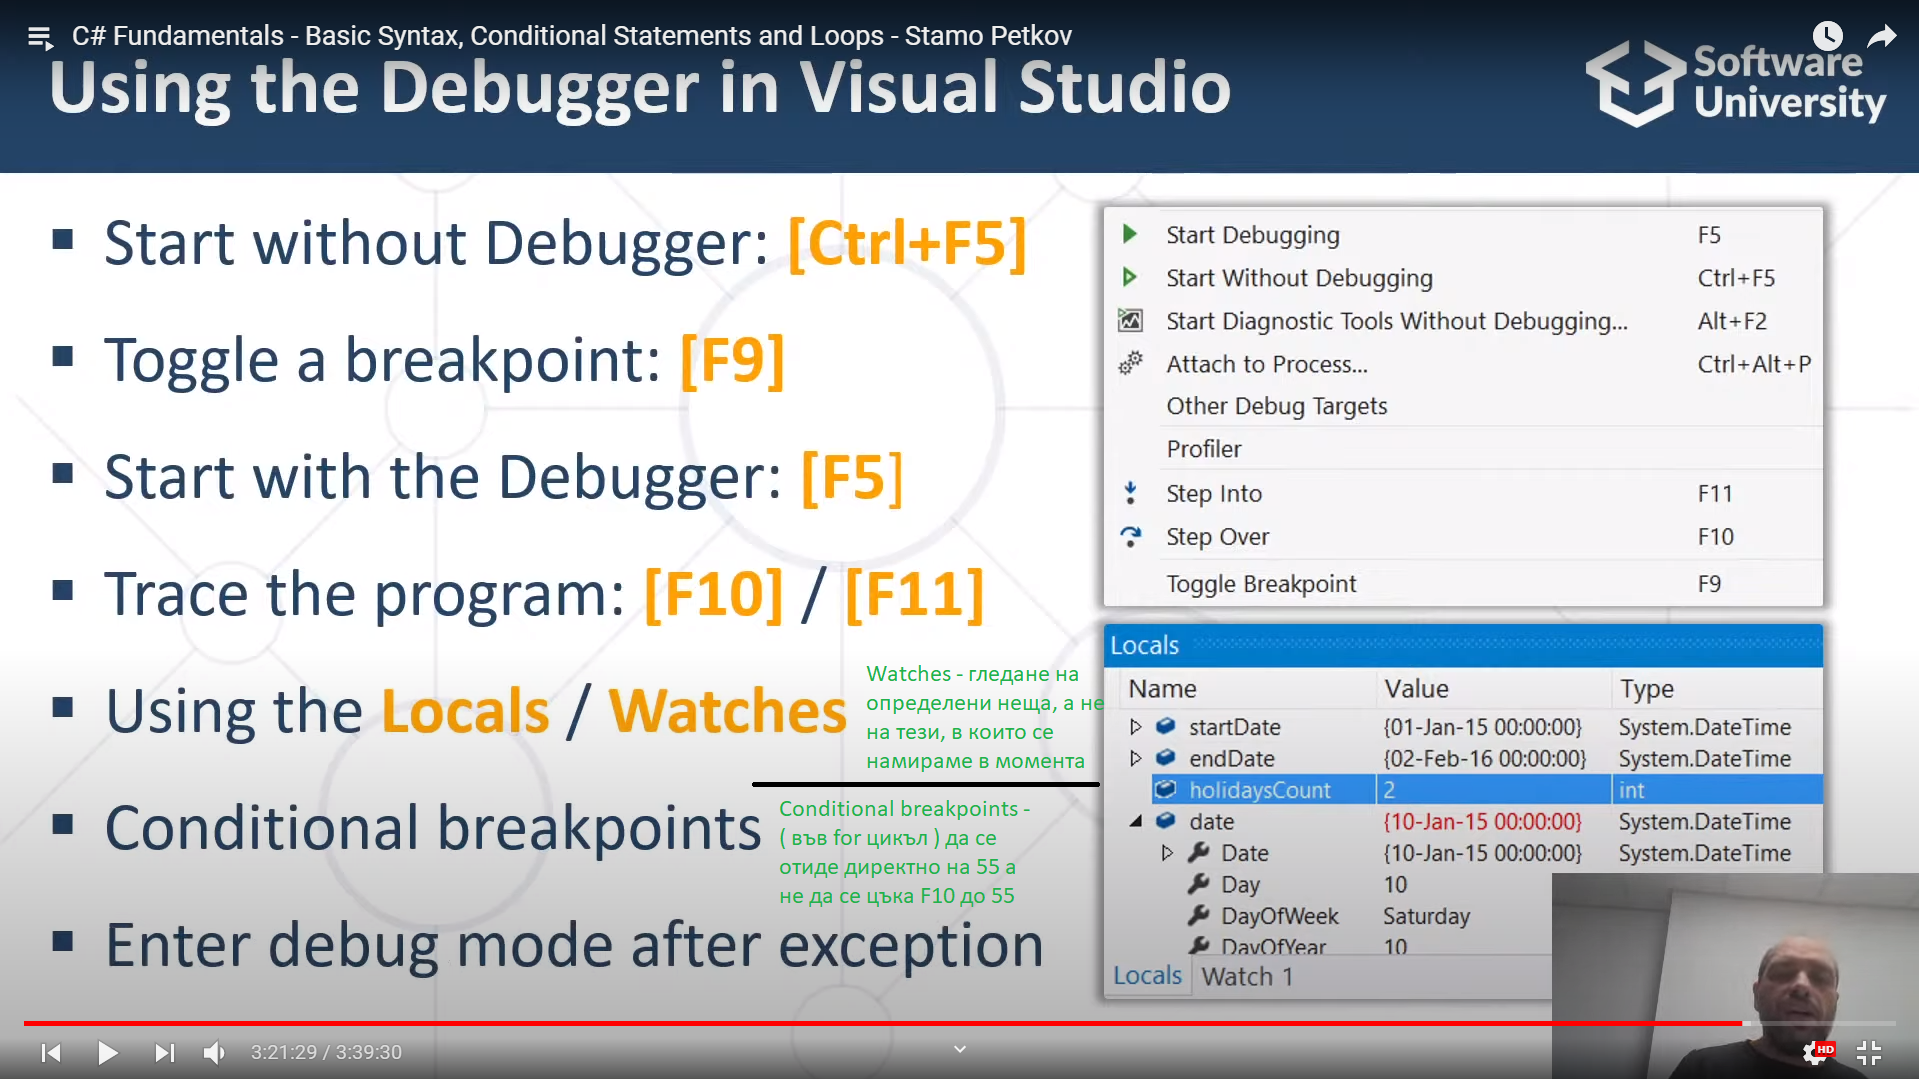 C# Fundamentals - Basic Syntax, Conditional Statements and Loops - Stamo Petkov
Using the Debugger in Visual Studio
Software
University
Start without Debugger: [Ctrl+F5]
Toggle a breakpoint: [F9]
Start with the Debugger: [F5]
Trace the program: [F10] / [F11]
Using the Locals / Watches
Watches - гледане на
определени неща, а не
на тези, в които се
намираме в момента
Conditional breakpoints
Conditional breakpoints -
( във for цикъл ) да се
отиде директно на 55 а
не да се цъка F10 до 55
Enter debug mode after exception
Start Debugging F5
Start Without Debugging Ctrl+F5
Start Diagnostic Tools Without Debugging... Alt+F2
Attach to Process... Ctrl+Alt+P
Other Debug Targets
Profiler
Step Into F11
Step Over F10
Toggle Breakpoint F9
Locals
Name Value Type
startDate {01-Jan-15 00:00:00} System.DateTime
endDate {02-Feb-16 00:00:00} System.DateTime
holidaysCount 2 int
date {10-Jan-15 00:00:00} System.DateTime
Date {10-Jan-15 00:00:00} System.DateTime
Day 10
DayOfWeek Saturday
DayOfYear 10
Locals Watch 1
3:21:29 / 3:39:30
HD